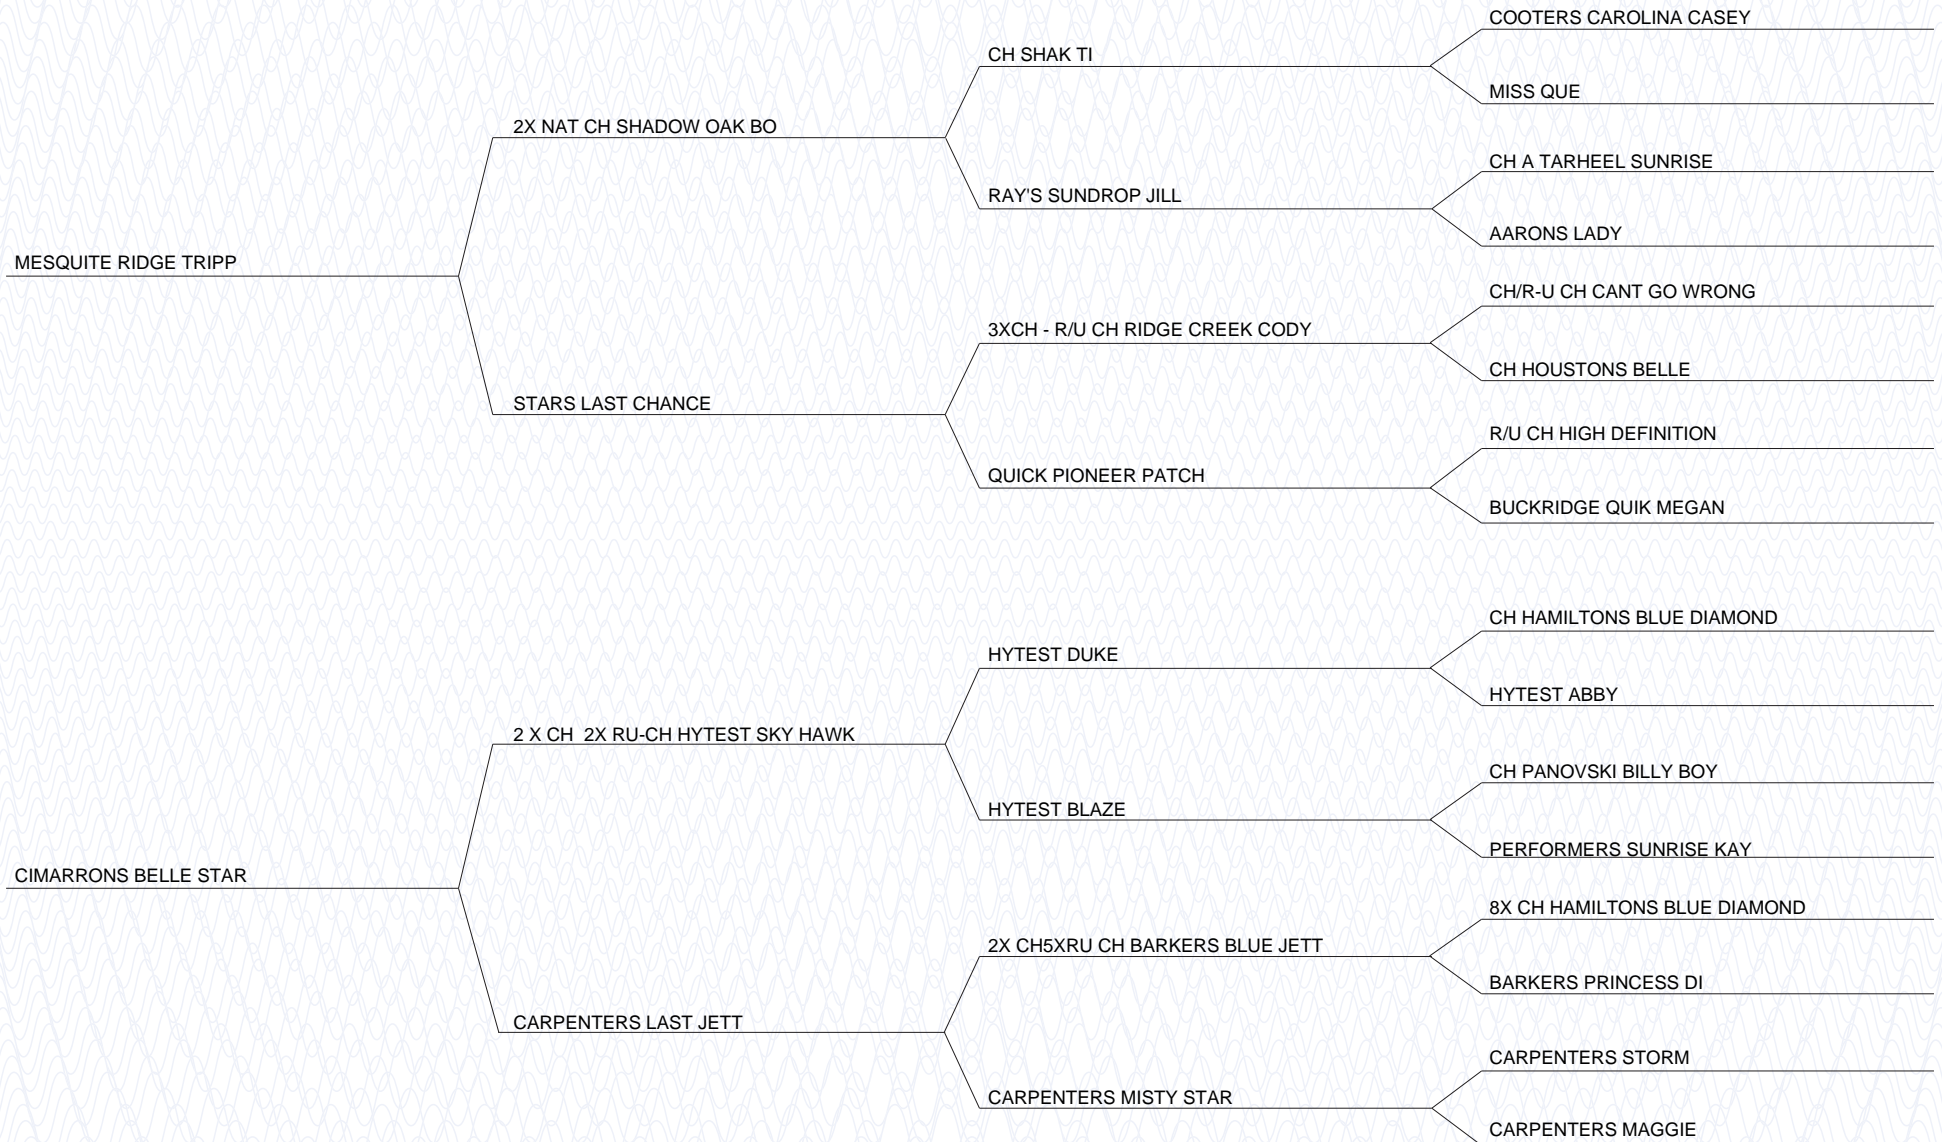 COOTERS CAROLINA CASEY
CH SHAK TI
MISS QUE
2X NAT CH SHADOW OAK BO
CH A TARHEEL SUNRISE
RAY'S SUNDROP JILL
AARONS LADY
MESQUITE RIDGE TRIPP
CH/R-U CH CANT GO WRONG
3XCH - R/U CH RIDGE CREEK CODY
CH HOUSTONS BELLE
STARS LAST CHANCE
R/U CH HIGH DEFINITION
QUICK PIONEER PATCH
BUCKRIDGE QUIK MEGAN
CH HAMILTONS BLUE DIAMOND
HYTEST DUKE
HYTEST ABBY
2 X CH  2X RU-CH HYTEST SKY HAWK
CH PANOVSKI BILLY BOY
HYTEST BLAZE
PERFORMERS SUNRISE KAY
CIMARRONS BELLE STAR
8X CH HAMILTONS BLUE DIAMOND
2X CH5XRU CH BARKERS BLUE JETT
BARKERS PRINCESS DI
CARPENTERS LAST JETT
CARPENTERS STORM
CARPENTERS MISTY STAR
CARPENTERS MAGGIE